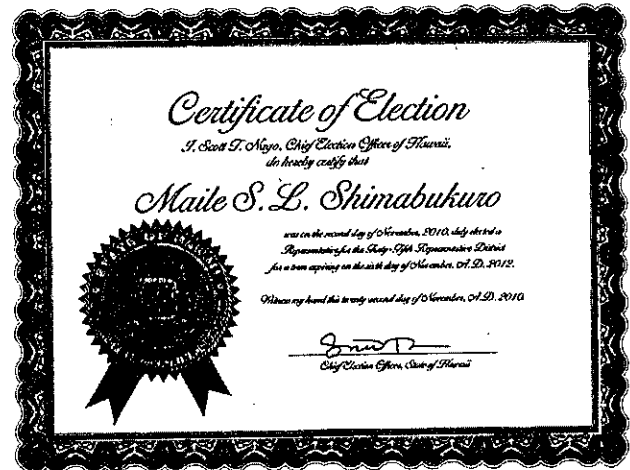 Certificate of Election
I, Scott T. Nago, Chief Election Officer of Hawaii,
do hereby certify that
Maile S. L. Shimabukuro
was on the second day of November, 2010, duly elected a
Representative for the Forty-Fifth Representative District
for a term expiring on the sixth day of November, A.D. 2012.
Witness my hand this twenty second day of November, A.D. 2010.
Chief Election Officer, State of Hawaii